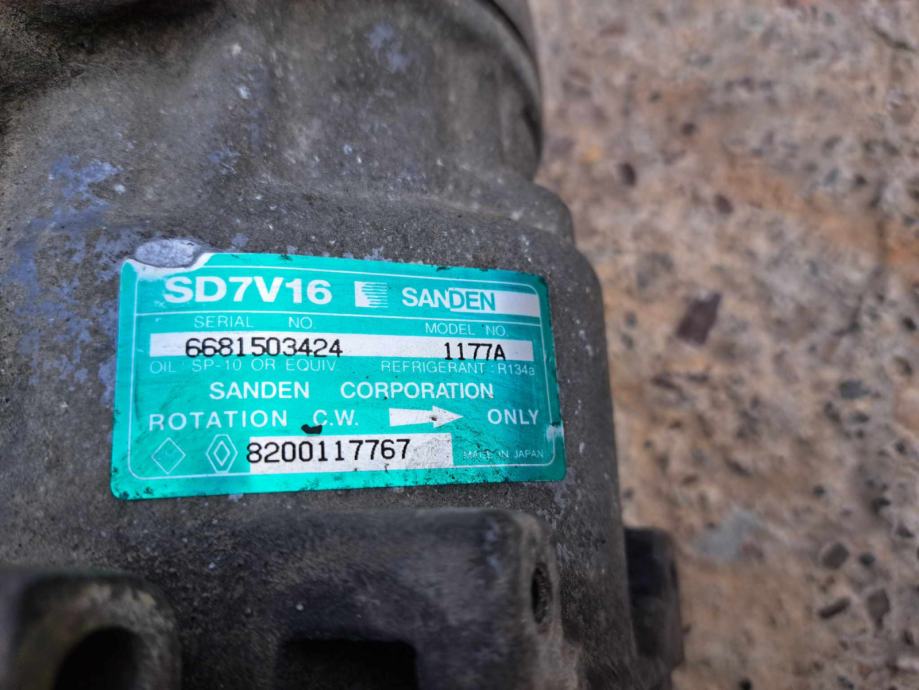 SD7V16 SANDEN
SERIAL NO. MODEL NO.
6681503424 1177A
OIL SP-10 OR EQUIV. REFRIGERANT : R134a
SANDEN CORPORATION
ROTATION C.W. ONLY
8200117767 MADE IN JAPAN